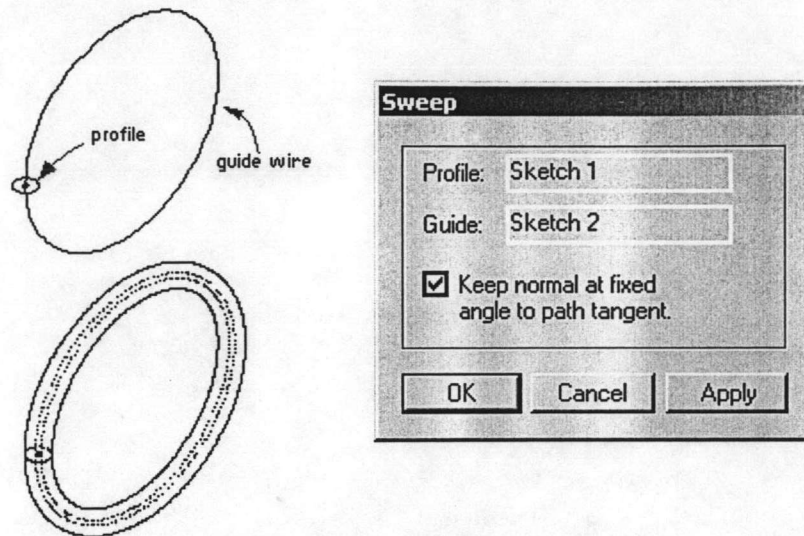 profile
guide wire
Sweep
Profile: Sketch 1
Guide: Sketch 2
Keep normal at fixed
angle to path tangent.
OK Cancel Apply